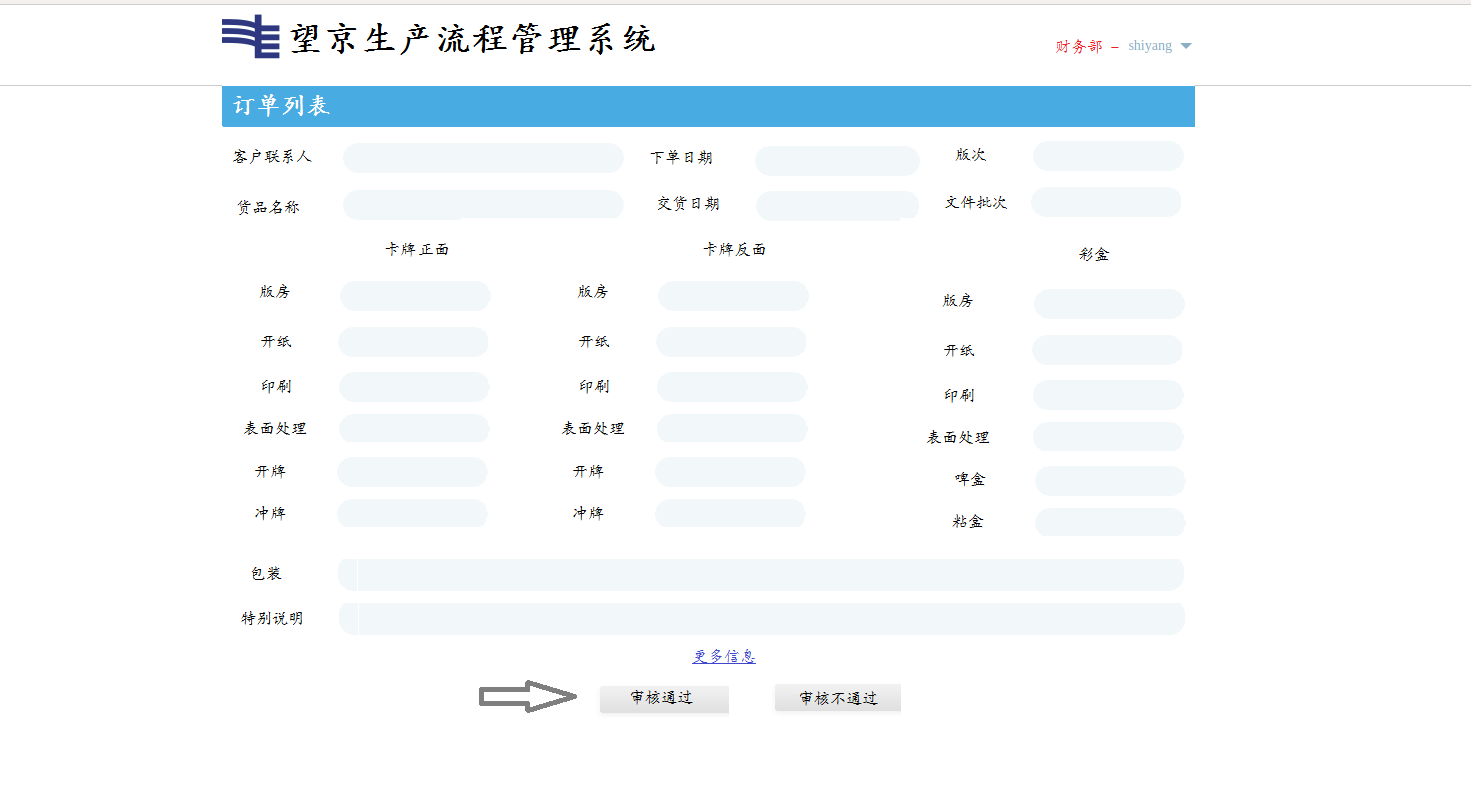 望京生产流程管理系统
财务部 – shiyang
订单列表
客户联系人 下单日期 版次
货品名称 交货日期 文件批次
卡牌正面 卡牌反面 彩盒
版房 版房 版房
开纸 开纸 开纸
印刷 印刷 印刷
表面处理 表面处理 表面处理
开牌 开牌 啤盒
冲牌 冲牌 粘盒
包装
特别说明
更多信息
审核通过 审核不通过